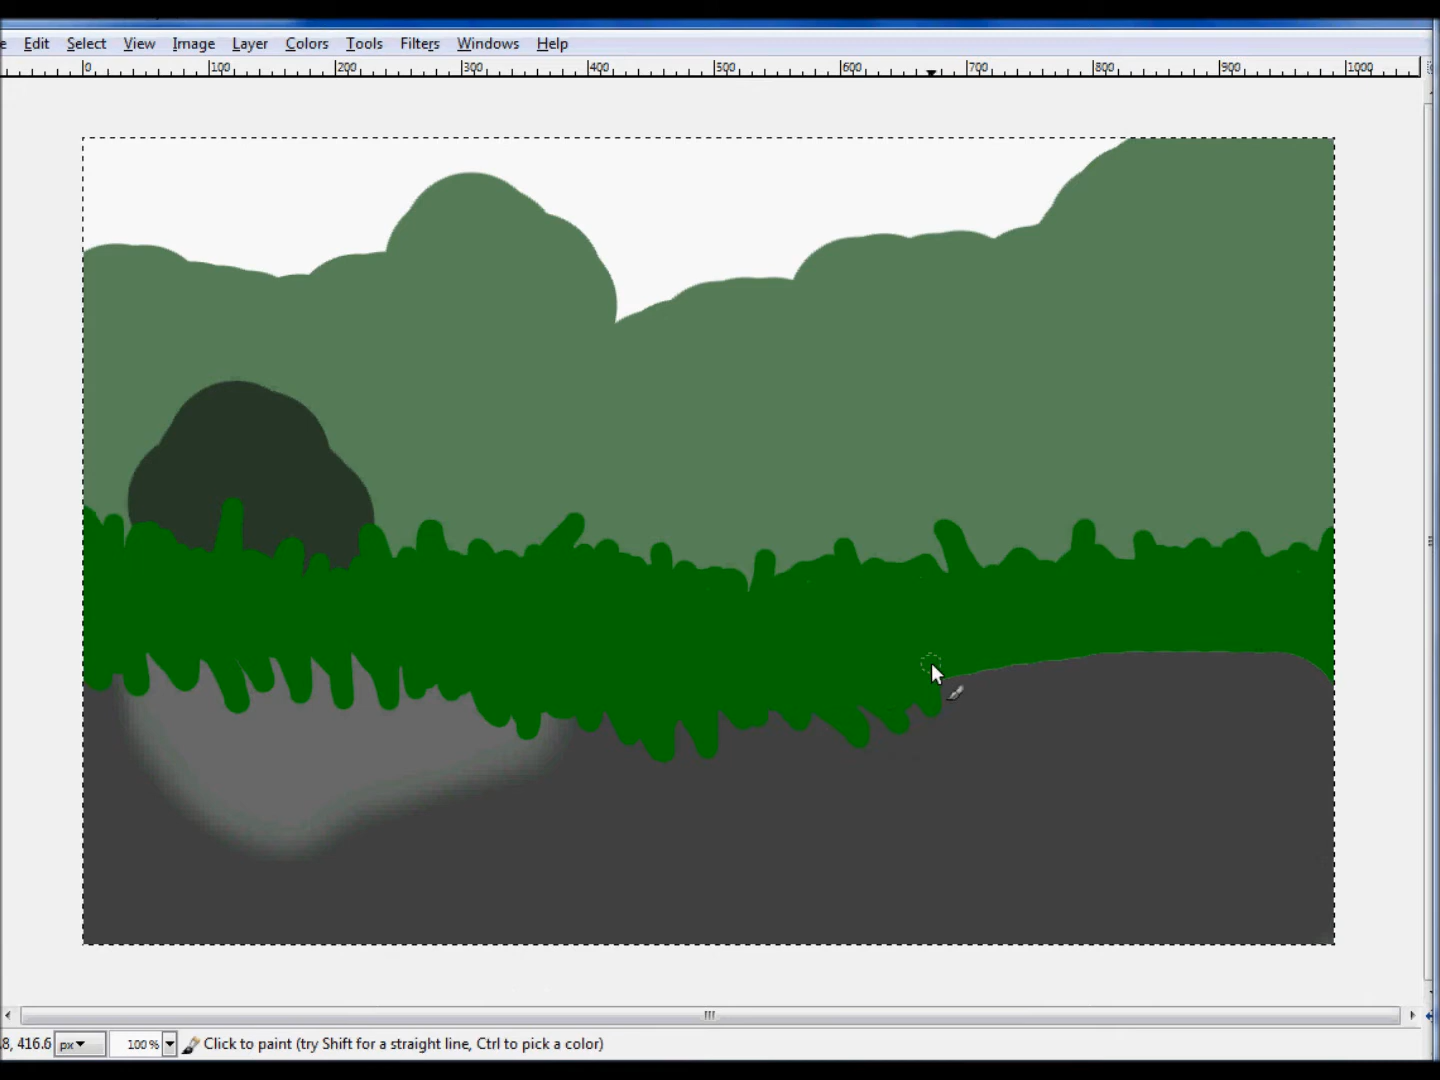 e Edit Select View Image Layer Colors Tools Filters Windows Help
0 100 200 300 400 500 600 700 800 900 1000
.8, 416.6 px 100 % Click to paint (try Shift for a straight line, Ctrl to pick a color)